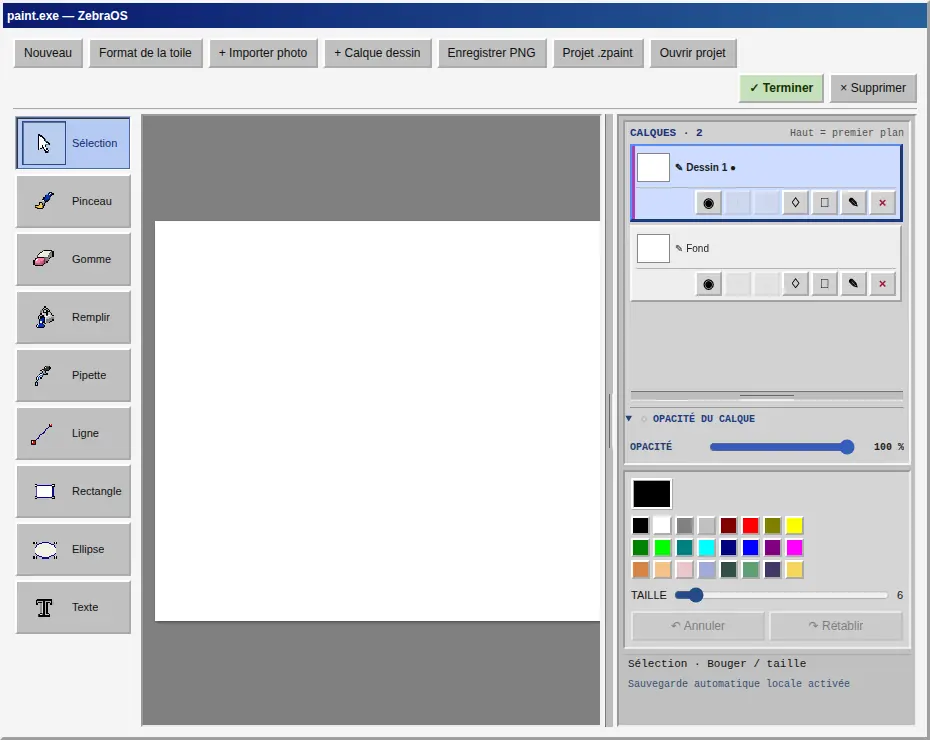 paint.exe — ZebraOS
Nouveau
Format de la toile
+ Importer photo
+ Calque dessin
Enregistrer PNG
Projet .zpaint
Ouvrir projet
✓ Terminer
× Supprimer
Sélection
Pinceau
Gomme
Remplir
Pipette
Ligne
Rectangle
Ellipse
Texte
CALQUES · 2
Haut = premier plan
✎ Dessin 1 ●
✎ Fond
▼ OPACITÉ DU CALQUE
OPACITÉ
100 %
TAILLE
6
↶ Annuler
↷ Rétablir
Sélection · Bouger / taille
Sauvegarde automatique locale activée